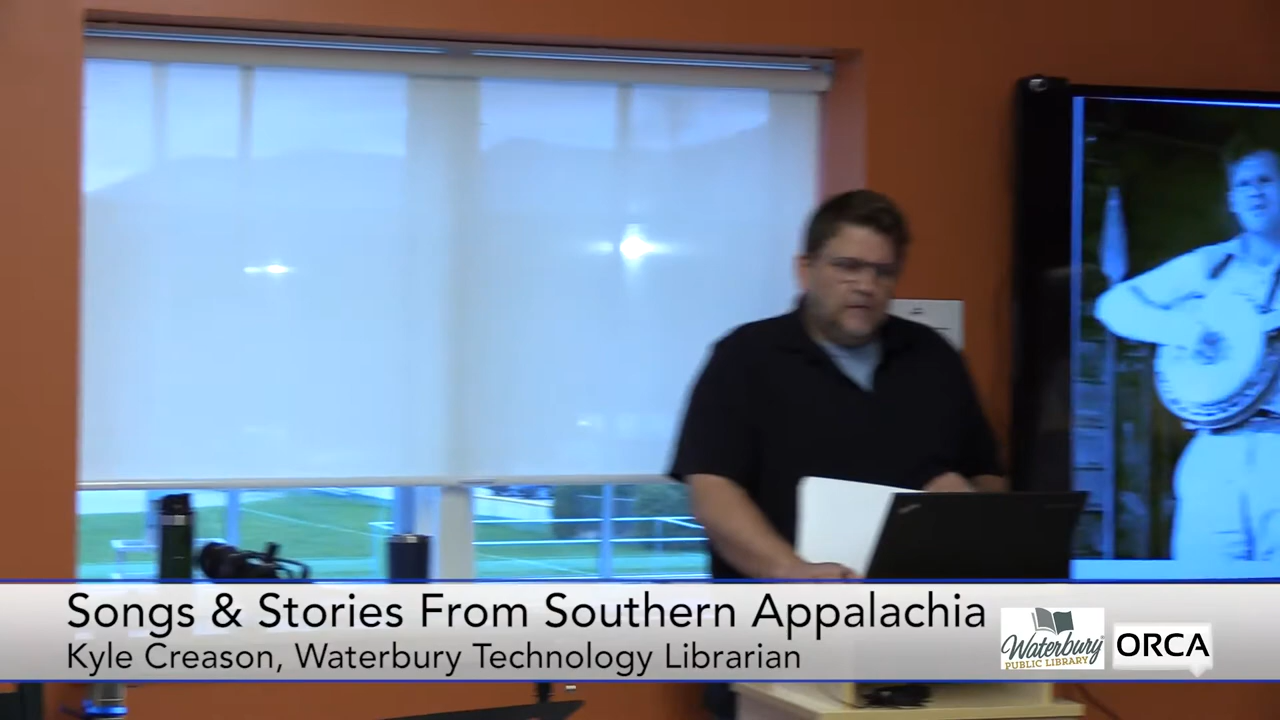 Songs & Stories From Southern Appalachia
Kyle Creason, Waterbury Technology Librarian
Waterbury
PUBLIC LIBRARY
ORCA